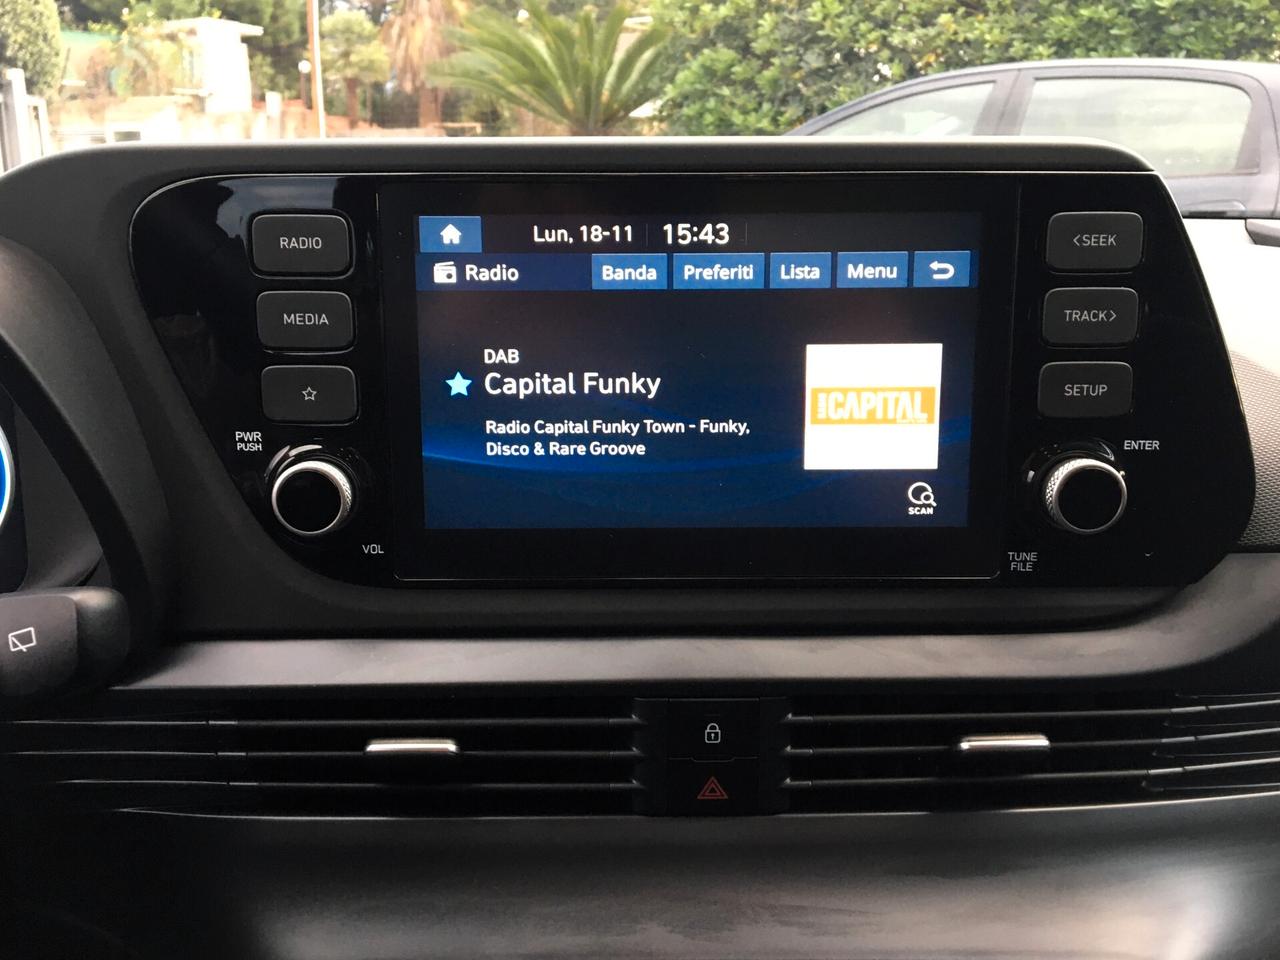 RADIO
MEDIA
PWR
PUSH
VOL
Lun, 18-11
15:43
Radio
Banda
Preferiti
Lista
Menu
DAB
Capital Funky
Radio Capital Funky Town - Funky,
Disco & Rare Groove
RADIO
CAPITAL
SCAN
<SEEK
TRACK>
SETUP
ENTER
TUNE
FILE